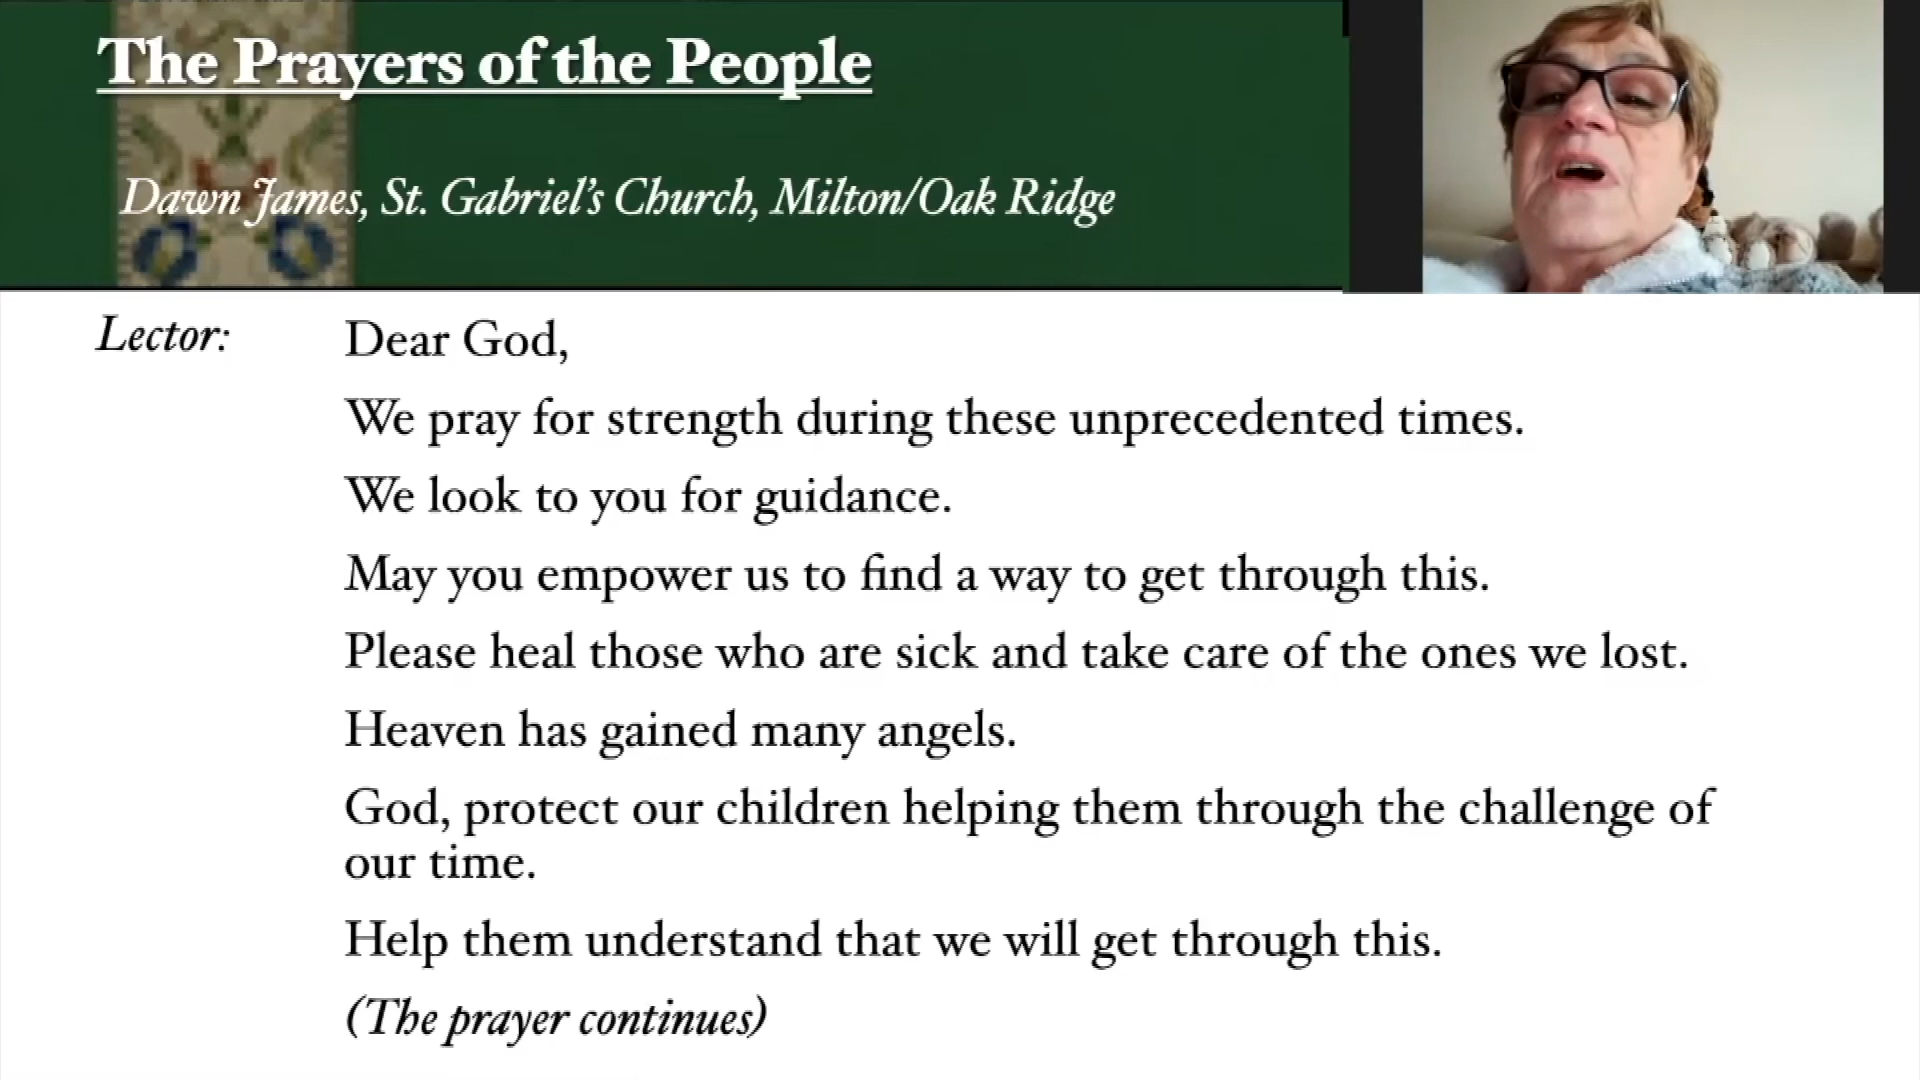 The Prayers of the People
Dawn James, St. Gabriel's Church, Milton/Oak Ridge
Lector:
Dear God,
We pray for strength during these unprecedented times.
We look to you for guidance.
May you empower us to find a way to get through this.
Please heal those who are sick and take care of the ones we lost.
Heaven has gained many angels.
God, protect our children helping them through the challenge of
our time.
Help them understand that we will get through this.
(The prayer continues)